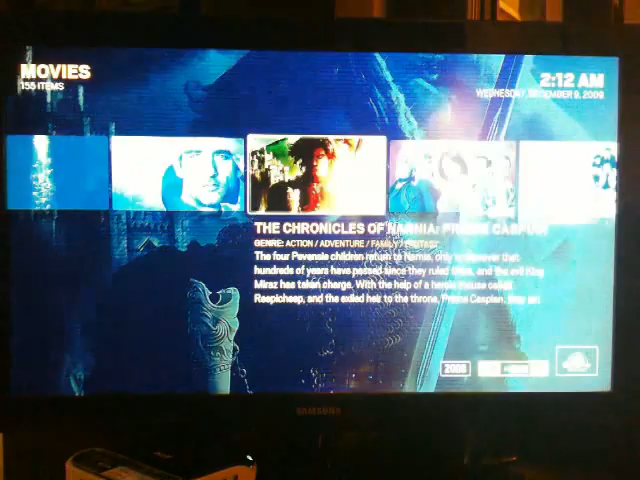 MOVIES
155 ITEMS
2:12 AM
WEDNESDAY, DECEMBER 9, 2009
THE CHRONICLES OF NARNIA: PRINCE CASPIAN
GENRE: ACTION / ADVENTURE / FAMILY / FANTASY
The four Pevensie children return to Narnia, only to discover that
hundreds of years have passed since they ruled there, and the evil King
Miraz has taken charge. With the help of a heroic mouse called
Reepicheep, and the exiled heir to the throne, Prince Caspian, they set
2008
SAMSUNG